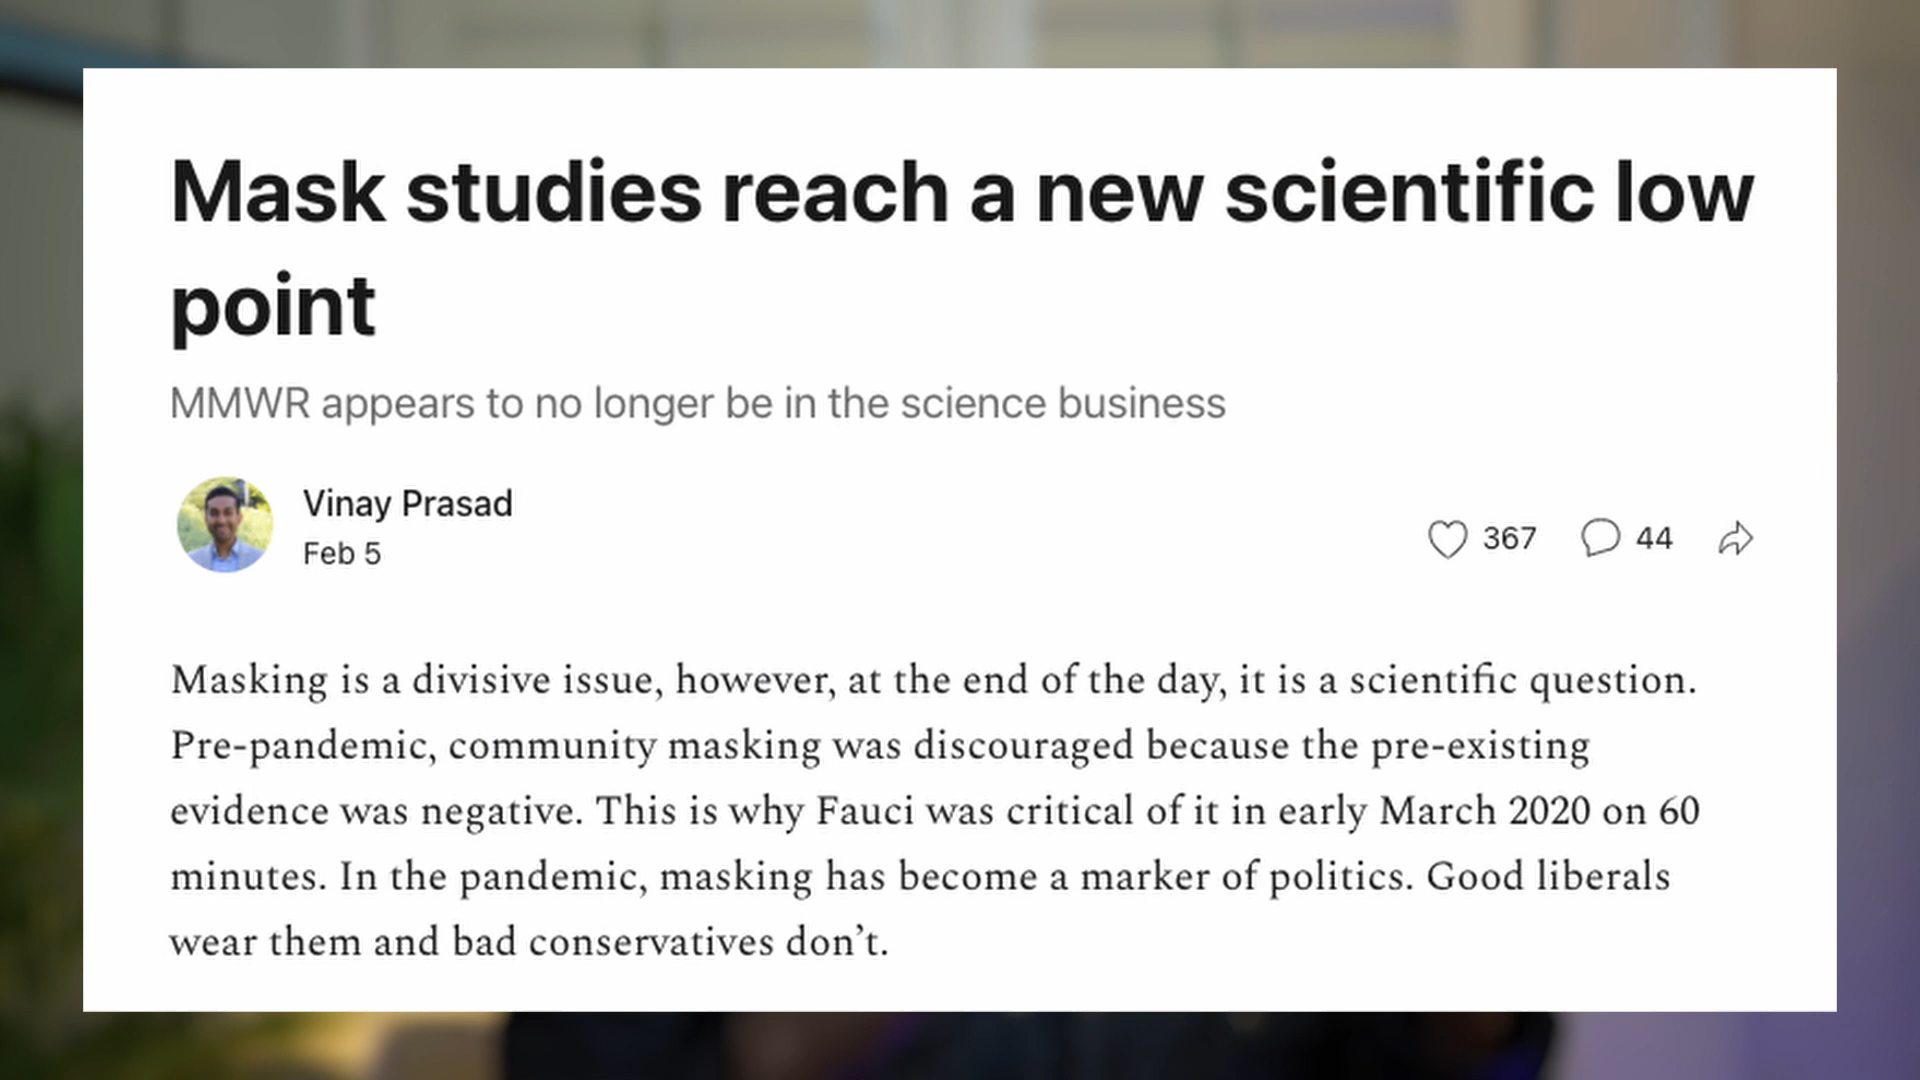 Mask studies reach a new scientific low
point
MMWR appears to no longer be in the science business
Vinay Prasad
Feb 5
367
44
Masking is a divisive issue, however, at the end of the day, it is a scientific question.
Pre-pandemic, community masking was discouraged because the pre-existing
evidence was negative. This is why Fauci was critical of it in early March 2020 on 60
minutes. In the pandemic, masking has become a marker of politics. Good liberals
wear them and bad conservatives don’t.